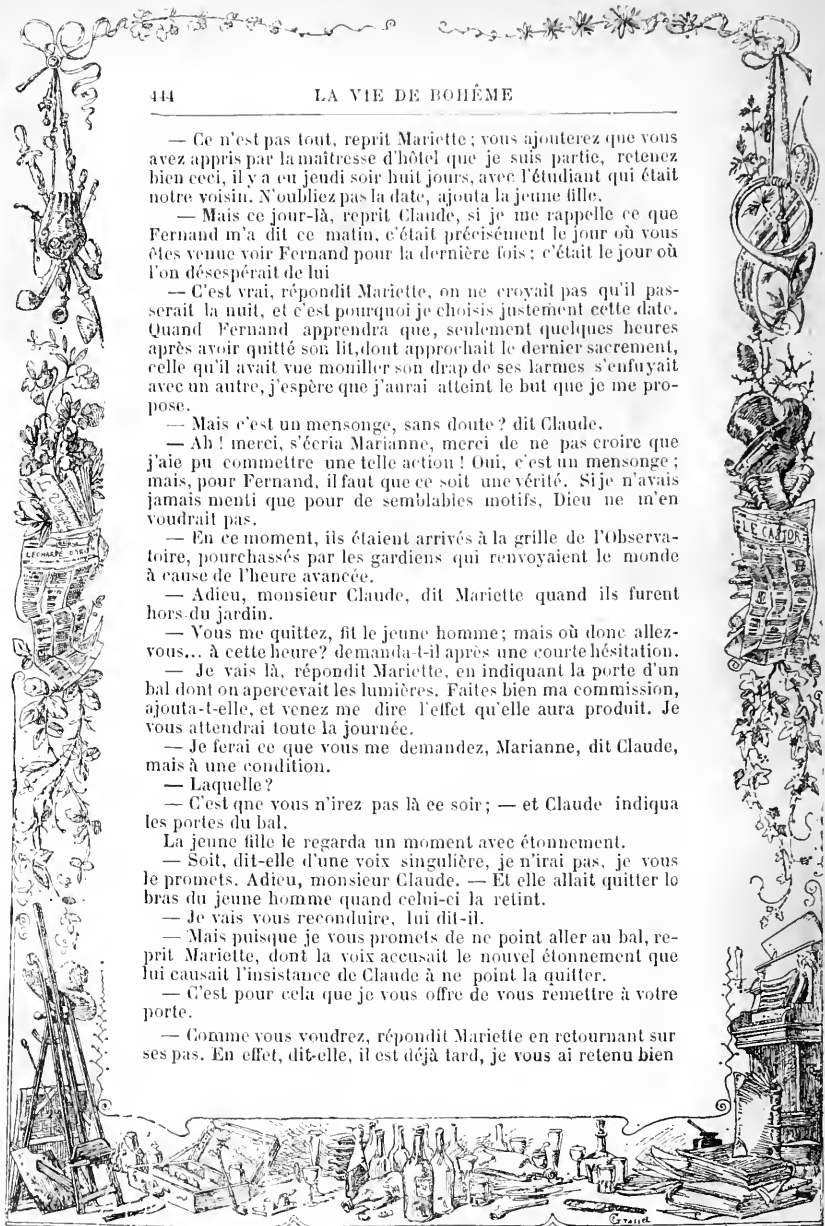 444 LA VIE DE BOHÊME
— Ce n'est pas tout, reprit Mariette ; vous ajouterez que vous
avez appris par la maîtresse d'hôtel que je suis partie, retenez
bien ceci, il y a eu jeudi soir huit jours, avec l'étudiant qui était
notre voisin. N'oubliez pas la date, ajouta la jeune fille.
— Mais ce jour-là, reprit Claude, si je me rappelle ce que
Fernand m'a dit ce matin, c'était précisément le jour où vous
êtes venue voir Fernand pour la dernière fois ; c'était le jour où
l'on désespérait de lui
— C'est vrai, répondit Mariette, on ne croyait pas qu'il pas-
serait la nuit, et c'est pourquoi je choisis justement cette date.
Quand Fernand apprendra que, seulement quelques heures
après avoir quitté son lit, dont approchait le dernier sacrement,
celle qu'il avait vue mouiller son drap de ses larmes s'enfuyait
avec un autre, j'espère que j'aurai atteint le but que je me pro-
pose.
— Mais c'est un mensonge, sans doute ? dit Claude.
— Ah ! merci, s'écria Marianne, merci de ne pas croire que
j'aie pu commettre une telle action ! Oui, c'est un mensonge ;
mais, pour Fernand, il faut que ce soit une vérité. Si je n'avais
jamais menti que pour de semblables motifs, Dieu ne m'en
voudrait pas.
— En ce moment, ils étaient arrivés à la grille de l'Observa-
toire, pourchassés par les gardiens qui renvoyaient le monde
à cause de l'heure avancée.
— Adieu, monsieur Claude, dit Mariette quand ils furent
hors du jardin.
— Vous me quittez, fit le jeune homme ; mais où donc allez-
vous... à cette heure? demanda-t-il après une courte hésitation.
— Je vais là, répondit Mariette, en indiquant la porte d'un
bal dont on apercevait les lumières. Faites bien ma commission,
ajouta-t-elle, et venez me dire l'effet qu'elle aura produit. Je
vous attendrai toute la journée.
— Je ferai ce que vous me demandez, Marianne, dit Claude,
mais à une condition.
— Laquelle ?
— C'est que vous n'irez pas là ce soir ; — et Claude indiqua
les portes du bal.
La jeune fille le regarda un moment avec étonnement.
— Soit, dit-elle d'une voix singulière, je n'irai pas, je vous
le promets. Adieu, monsieur Claude. — Et elle allait quitter le
bras du jeune homme quand celui-ci la retint.
— Je vais vous reconduire, lui dit-il.
— Mais puisque je vous promets de ne point aller au bal, re-
prit Mariette, dont la voix accusait le nouvel étonnement que
lui causait l'insistance de Claude à ne point la quitter.
— C'est pour cela que je vous offre de vous remettre à votre
porte.
— Comme vous voudrez, répondit Mariette en retournant sur
ses pas. En effet, dit-elle, il est déjà tard, je vous ai retenu bien
LE CASTOR